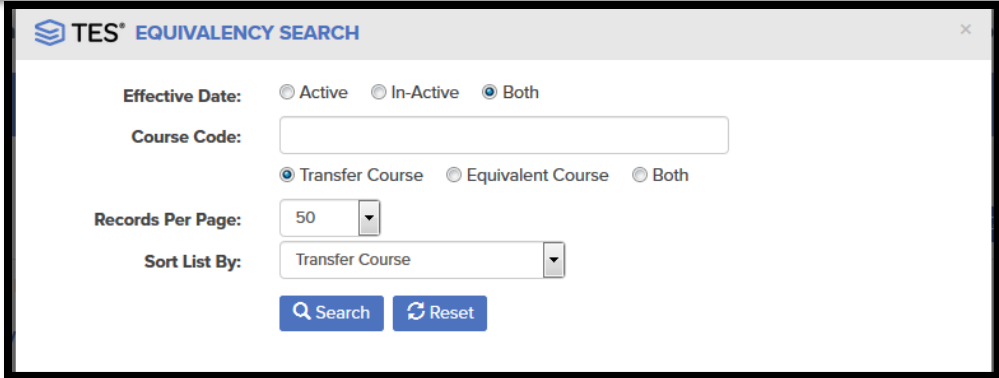 TES® EQUIVALENCY SEARCH ×
Effective Date: Active In-Active Both
Course Code:
Transfer Course Equivalent Course Both
Records Per Page: 50
Sort List By: Transfer Course
Search Reset